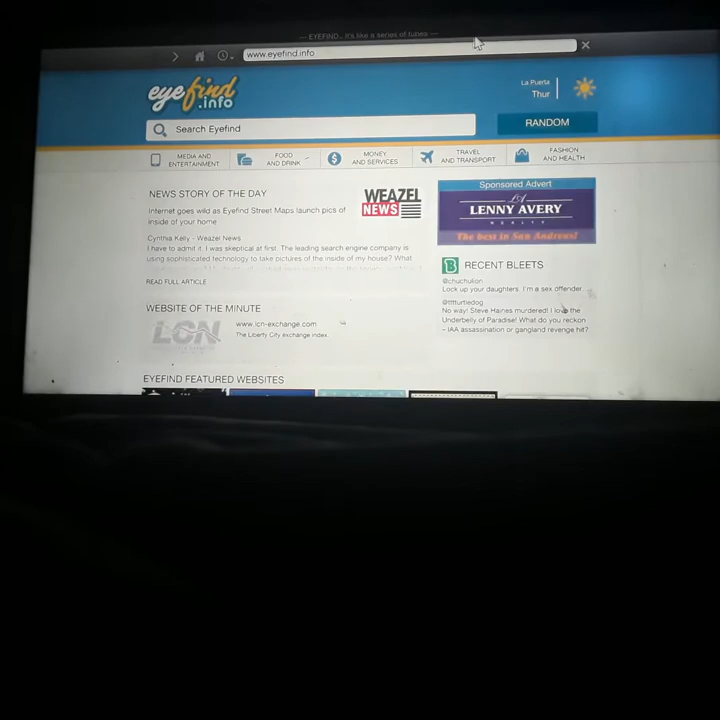 — EYEFIND... it's like a series of tubes —
www.eyefind.info
eyefind
.info
La Puerta
Thur
Search Eyefind
RANDOM
MEDIA AND
ENTERTAINMENT
FOOD
AND DRINK
MONEY
AND SERVICES
TRAVEL
AND TRANSPORT
FASHION
AND HEALTH
NEWS STORY OF THE DAY
WEAZEL
NEWS
Internet goes wild as Eyefind Street Maps launch pics of
inside of your home
Cynthia Kelly - Weazel News
I have to admit it. I was skeptical at first. The leading search engine company is
using sophisticated technology to take pictures of the inside of my house? What
READ FULL ARTICLE
WEBSITE OF THE MINUTE
LCN
www.lcn-exchange.com
The Liberty City exchange index.
EYEFIND FEATURED WEBSITES
Sponsored Advert
LA
LENNY AVERY
REALTY
The best in San Andreas!
RECENT BLEETS
@chuchulion
Lock up your daughters. I'm a sex offender.
@ttttturtledog
No way! Steve Haines murdered! I love the
Underbelly of Paradise! What do you reckon
- IAA assassination or gangland revenge hit?